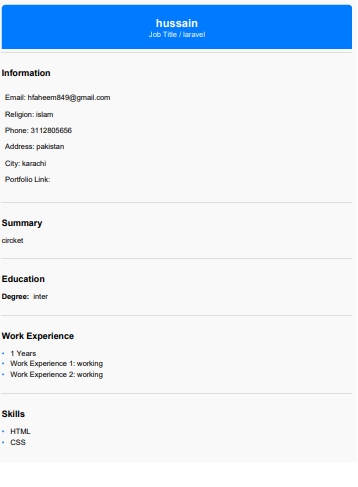 hussain
Job Title / laravel
Information
Email: hfaheem849@gmail.com
Religion: islam
Phone: 3112805656
Address: pakistan
City: karachi
Portfolio Link:
Summary
circket
Education
Degree: inter
Work Experience
• 1 Years
• Work Experience 1: working
• Work Experience 2: working
Skills
• HTML
• CSS